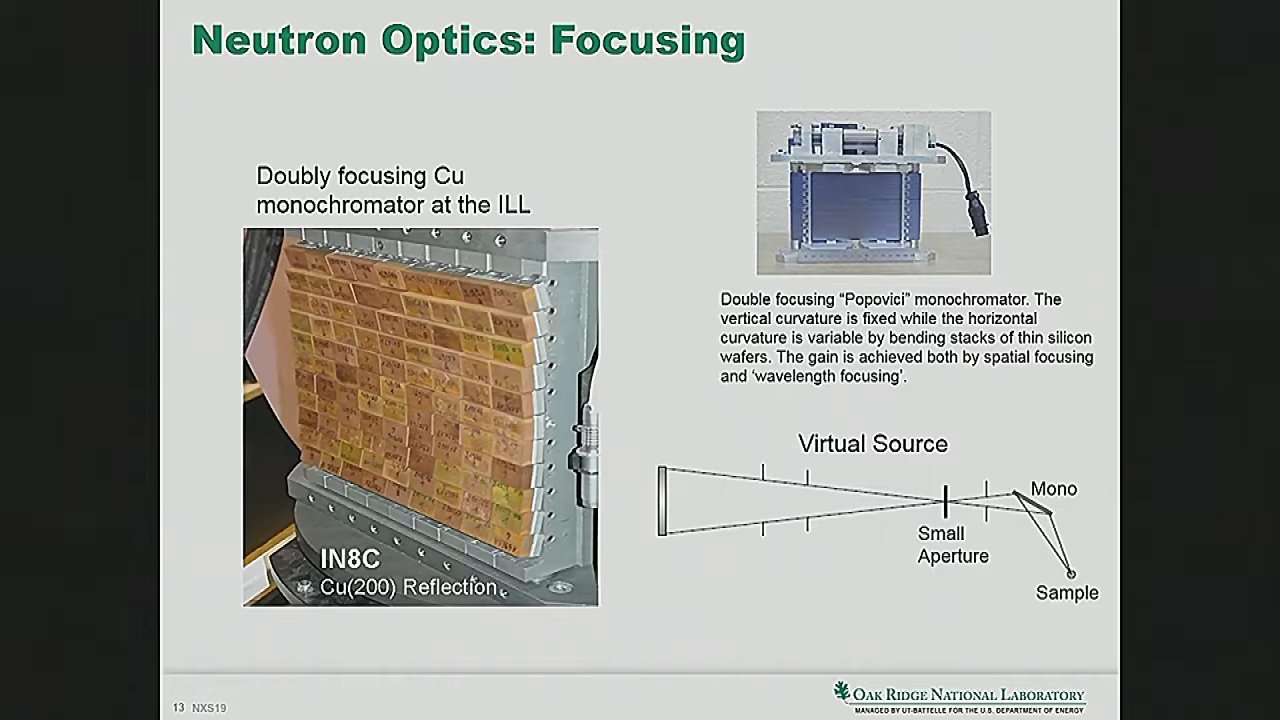 Neutron Optics: Focusing
Doubly focusing Cu
monochromator at the ILL
IN8C
Cu(200) Reflection
Double focusing “Popovici” monochromator. The
vertical curvature is fixed while the horizontal
curvature is variable by bending stacks of thin silicon
wafers. The gain is achieved both by spatial focusing
and ‘wavelength focusing’.
Virtual Source
Mono
Small
Aperture
Sample
13 NXS19
OAK RIDGE NATIONAL LABORATORY
MANAGED BY UT-BATTELLE FOR THE U.S. DEPARTMENT OF ENERGY